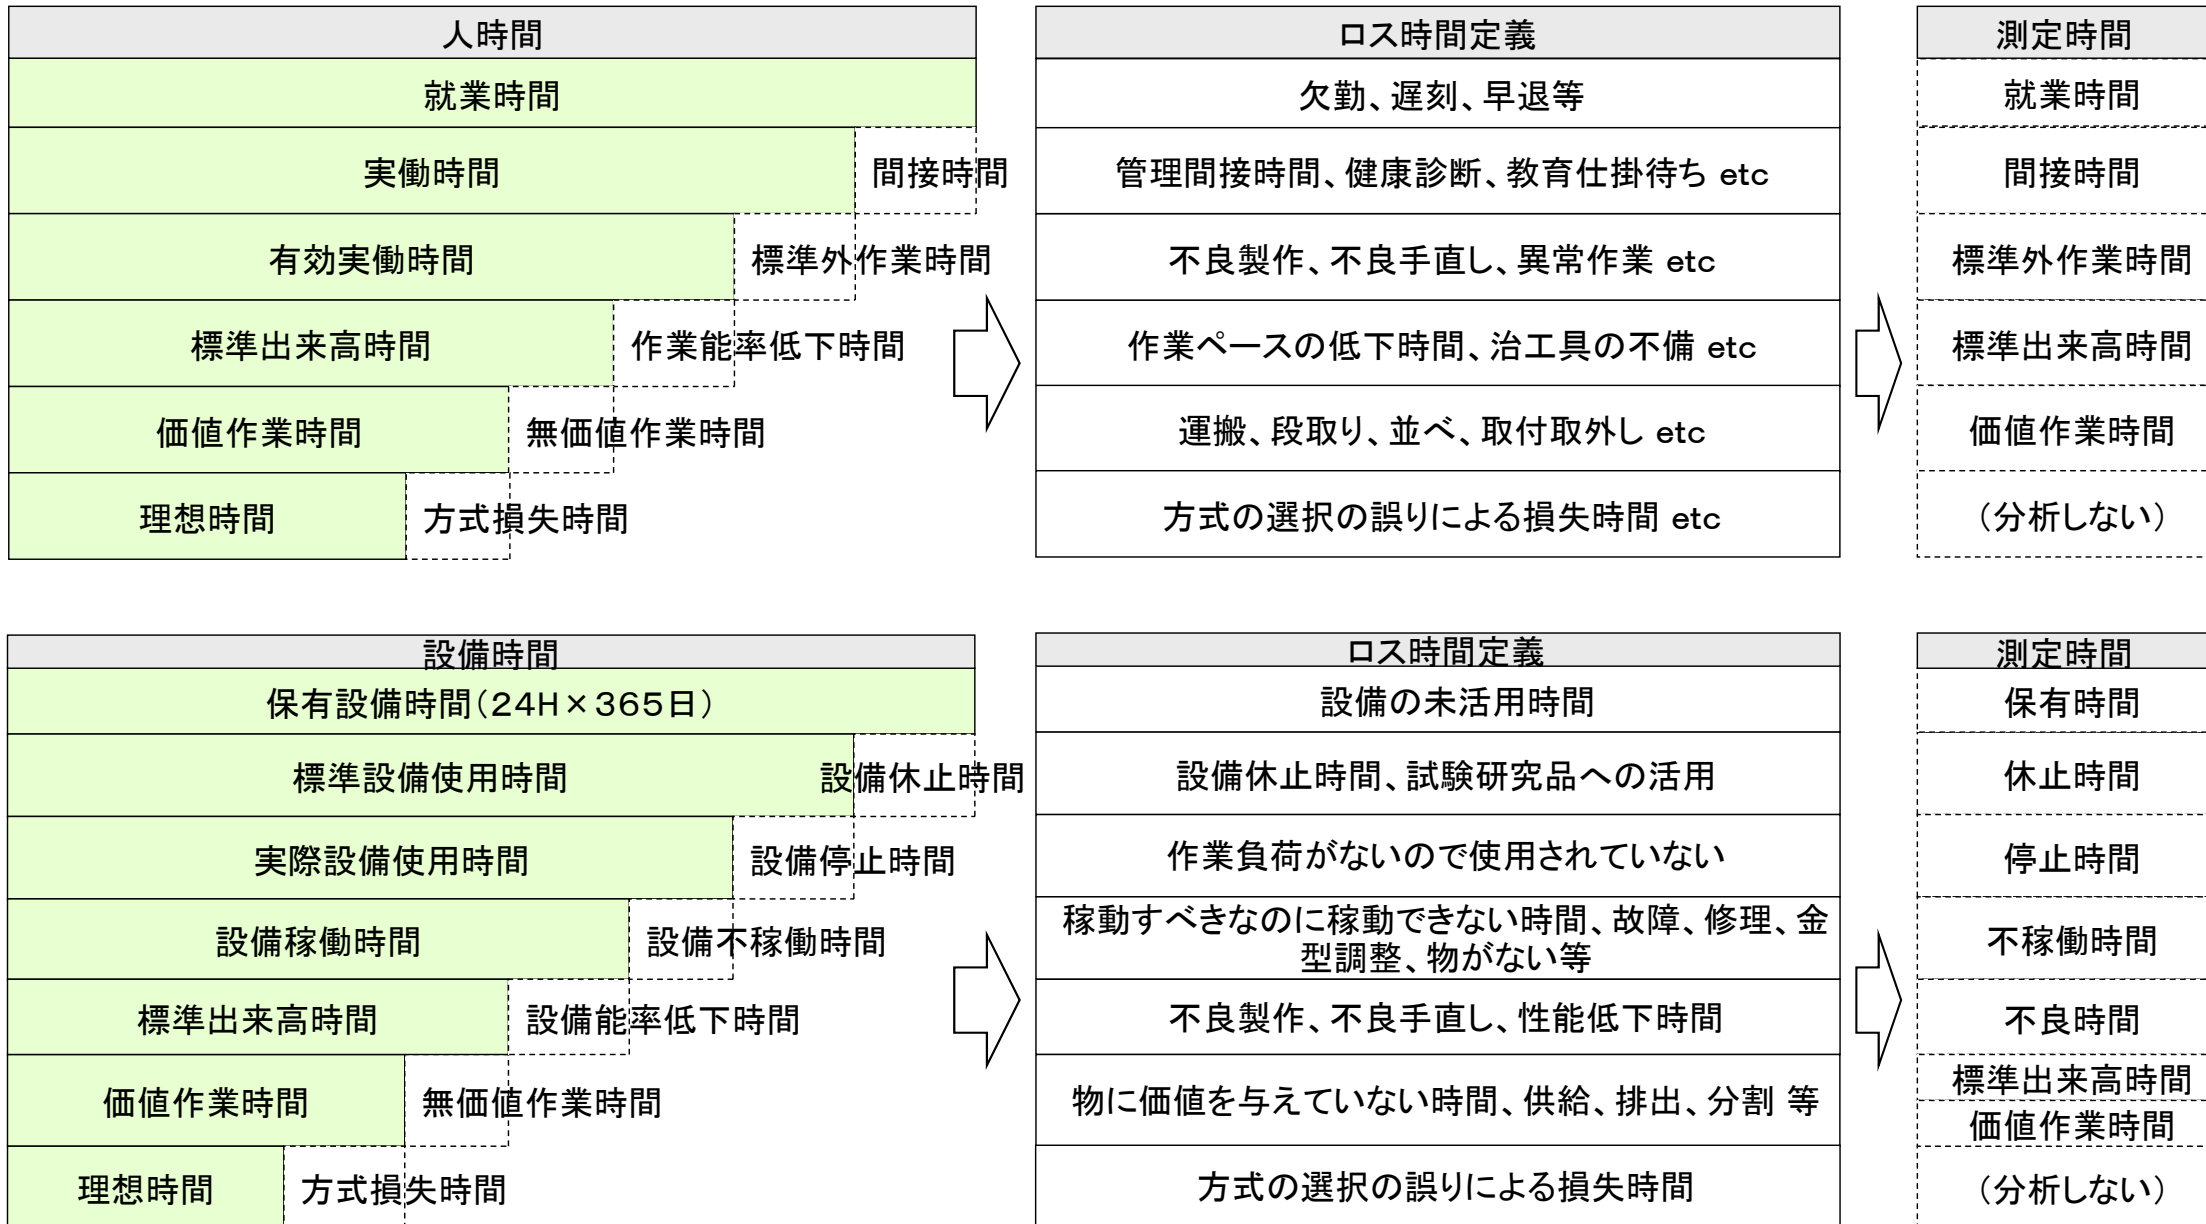 人時間
ロス時間定義
測定時間
就業時間
欠勤、遅刻、早退等
就業時間
実働時間
間接時間
管理間接時間、健康診断、教育仕掛待ち etc
間接時間
有効実働時間
標準外作業時間
不良製作、不良手直し、異常作業 etc
標準外作業時間
標準出来高時間
作業能率低下時間
作業ペースの低下時間、治工具の不備 etc
標準出来高時間
価値作業時間
無価値作業時間
運搬、段取り、並べ、取付取外し etc
価値作業時間
理想時間
方式損失時間
方式の選択の誤りによる損失時間 etc
（分析しない）
設備時間
ロス時間定義
測定時間
保有設備時間（24H×365日）
設備の未活用時間
保有時間
標準設備使用時間
設備休止時間
設備休止時間、試験研究品への活用
休止時間
実際設備使用時間
設備停止時間
作業負荷がないので使用されていない
停止時間
設備稼働時間
設備不稼働時間
稼動すべきなのに稼動できない時間、故障、修理、金
型調整、物がない等
不稼働時間
標準出来高時間
設備能率低下時間
不良製作、不良手直し、性能低下時間
不良時間
価値作業時間
無価値作業時間
物に価値を与えていない時間、供給、排出、分割 等
標準出来高時間
価値作業時間
理想時間
方式損失時間
方式の選択の誤りによる損失時間
（分析しない）